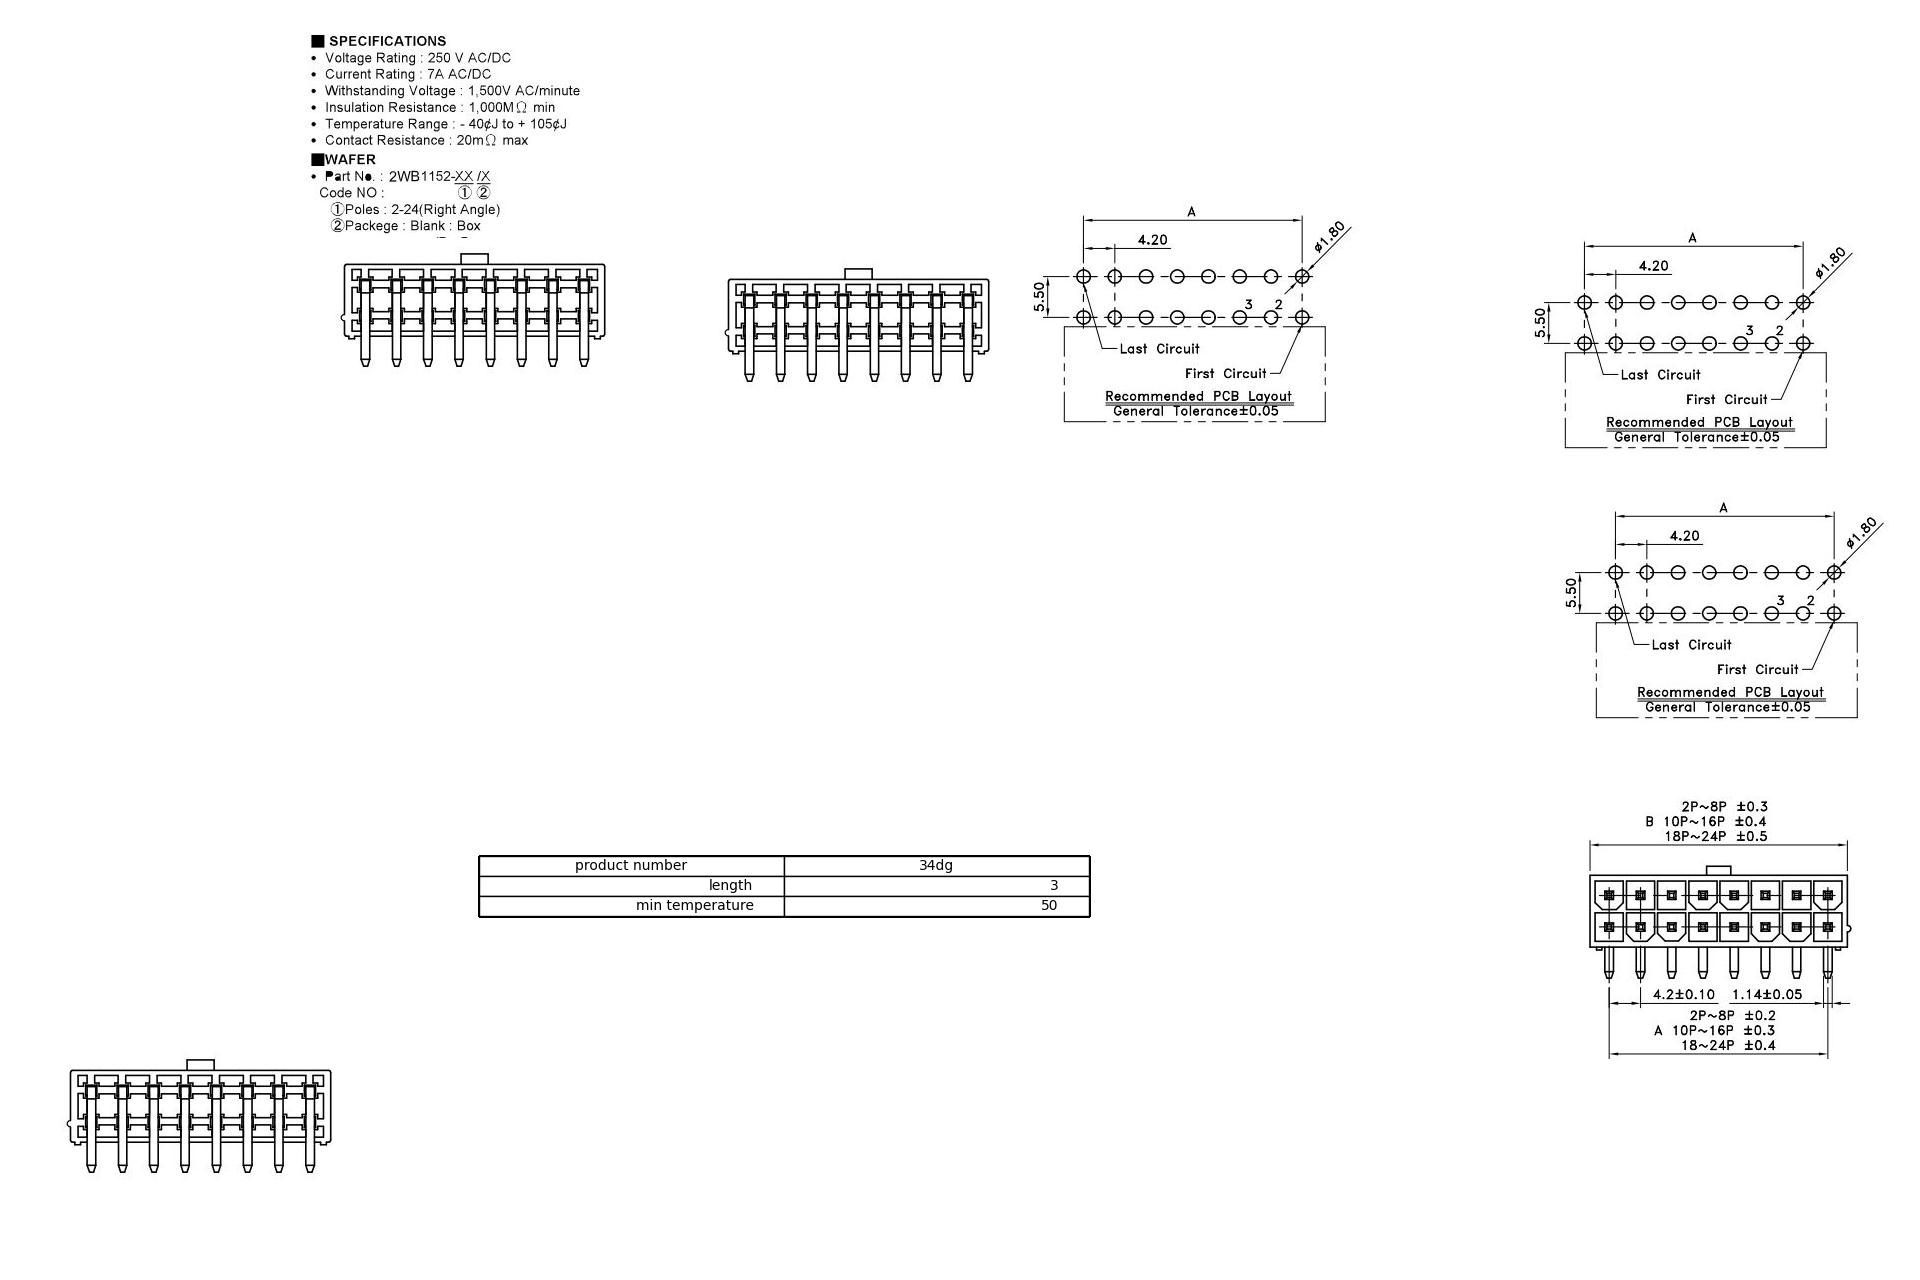 ■ SPECIFICATIONS
• Voltage Rating : 250 V AC/DC
• Current Rating : 7A AC/DC
• Withstanding Voltage : 1,500V AC/minute
• Insulation Resistance : 1,000MΩ min
• Temperature Range : - 40¢J to + 105¢J
• Contact Resistance : 20mΩ max
■WAFER
• Part No. : 2WB1152-XX /X
Code NO : ① ②
①Poles : 2-24(Right Angle)
②Packege : Blank : Box
A
4.20
ø1.80
5.50
3 2
Last Circuit
First Circuit
Recommended PCB Layout
General Tolerance±0.05
A
4.20
ø1.80
5.50
3 2
Last Circuit
First Circuit
Recommended PCB Layout
General Tolerance±0.05
A
4.20
ø1.80
5.50
3 2
Last Circuit
First Circuit
Recommended PCB Layout
General Tolerance±0.05
2P~8P ±0.3
B 10P~16P ±0.4
18P~24P ±0.5
4.2±0.10 1.14±0.05
2P~8P ±0.2
A 10P~16P ±0.3
18~24P ±0.4
product number 34dg
length 3
min temperature 50